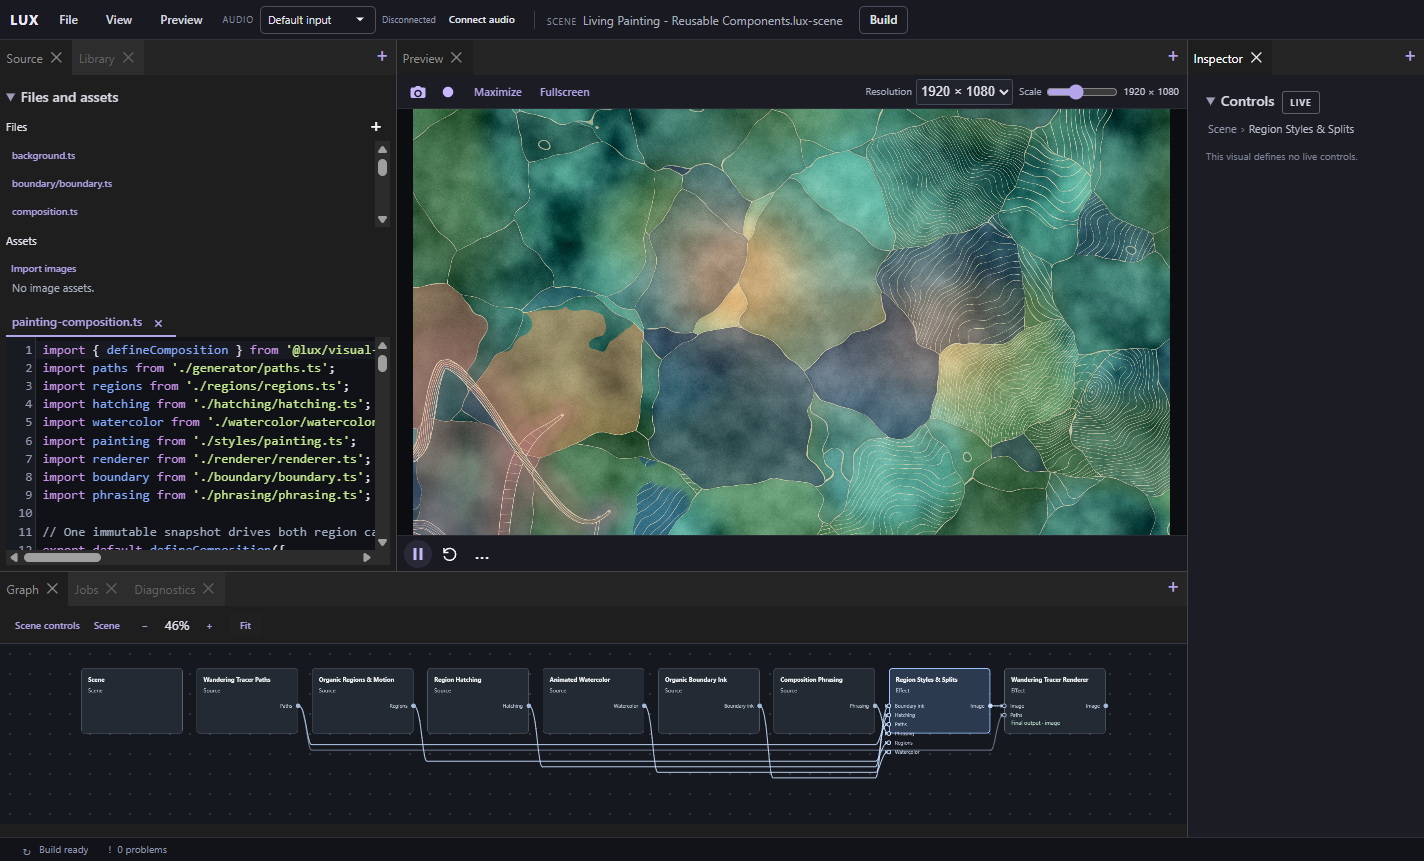 LUX File View Preview AUDIO Default input Disconnected Connect audio SCENE Living Painting - Reusable Components.lux-scene Build
Source Library
Files and assets
Files
background.ts
boundary/boundary.ts
composition.ts
Assets
Import images
No image assets.
painting-composition.ts
1 import { defineComposition } from '@lux/visual-
2 import paths from './generator/paths.ts';
3 import regions from './regions/regions.ts';
4 import hatching from './hatching/hatching.ts';
5 import watercolor from './watercolor/watercolor
6 import painting from './styles/painting.ts';
7 import renderer from './renderer/renderer.ts';
8 import boundary from './boundary/boundary.ts';
9 import phrasing from './phrasing/phrasing.ts';
10
11 // One immutable snapshot drives both region ca
12 export default defineComposition({
Preview
Maximize Fullscreen Resolution 1920 × 1080 Scale 1920 × 1080
Inspector
Controls LIVE
Scene › Region Styles & Splits
This visual defines no live controls.
Graph Jobs Diagnostics
Scene controls Scene − 46% + Fit
Scene
Scene
Wandering Tracer Paths
Source
Paths
Organic Regions & Motion
Source
Regions
Region Hatching
Source
Hatching
Animated Watercolor
Source
Watercolor
Organic Boundary Ink
Source
Boundary ink
Composition Phrasing
Source
Phrasing
Region Styles & Splits
Effect
Boundary ink Image
Hatching
Paths
Phrasing
Regions
Watercolor
Wandering Tracer Renderer
Effect
Image Image
Paths
Final output · image
Build ready ! 0 problems